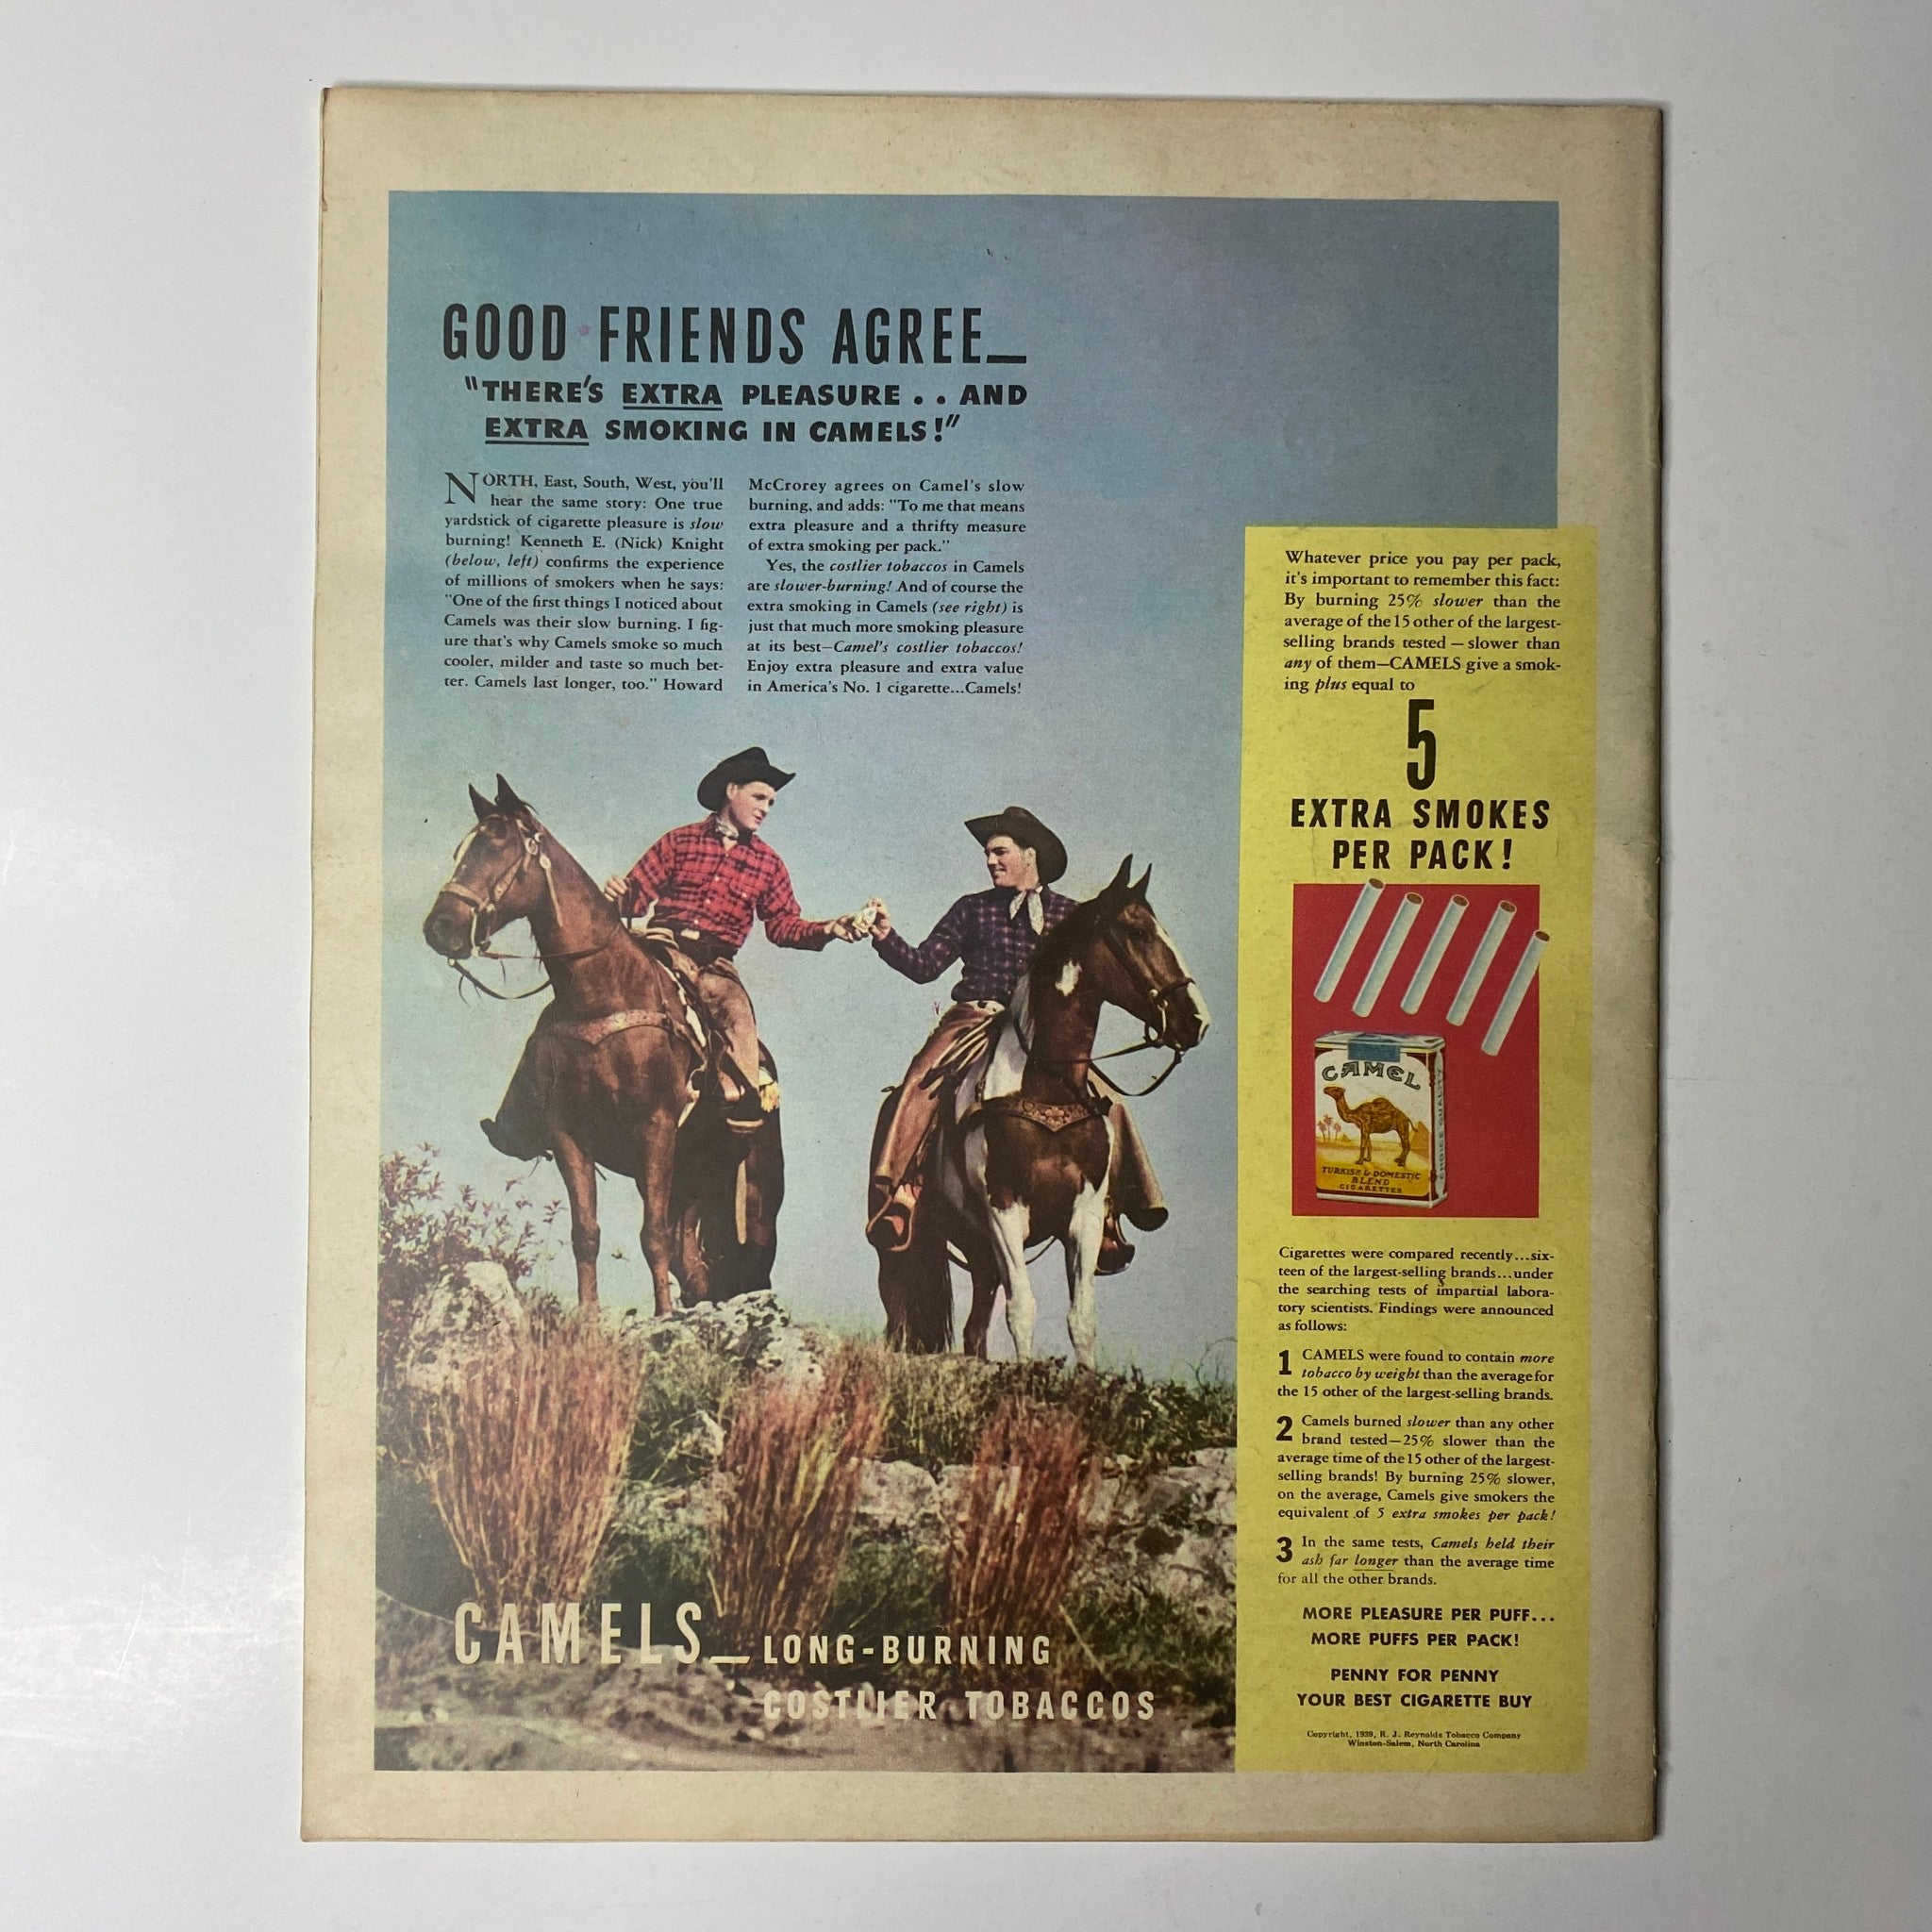 GOOD FRIENDS AGREE—
"THERE'S EXTRA PLEASURE . . AND
EXTRA SMOKING IN CAMELS!"
NORTH, East, South, West, you'll
hear the same story: One true
yardstick of cigarette pleasure is slow
burning! Kenneth E. (Nick) Knight
(below, left) confirms the experience
of millions of smokers when he says:
"One of the first things I noticed about
Camels was their slow burning. I fig-
ure that's why Camels smoke so much
cooler, milder and taste so much bet-
ter. Camels last longer, too." Howard
McCrorey agrees on Camel's slow
burning, and adds: "To me that means
extra pleasure and a thrifty measure
of extra smoking per pack."
Yes, the costlier tobaccos in Camels
are slower-burning! And of course the
extra smoking in Camels (see right) is
just that much more smoking pleasure
at its best—Camel's costlier tobaccos!
Enjoy extra pleasure and extra value
in America's No. 1 cigarette...Camels!
Whatever price you pay per pack,
it's important to remember this fact:
By burning 25% slower than the
average of the 15 other of the largest-
selling brands tested — slower than
any of them—CAMELS give a smok-
ing plus equal to
5
EXTRA SMOKES
PER PACK!
CAMEL
TURKISH & DOMESTIC
BLEND
CIGARETTES
CHOICE QUALITY
Cigarettes were compared recently...six-
teen of the largest-selling brands...under
the searching tests of impartial labora-
tory scientists. Findings were announced
as follows:
1 CAMELS were found to contain more
tobacco by weight than the average for
the 15 other of the largest-selling brands.
2 Camels burned slower than any other
brand tested—25% slower than the
average time of the 15 other of the largest-
selling brands! By burning 25% slower,
on the average, Camels give smokers the
equivalent of 5 extra smokes per pack!
3 In the same tests, Camels held their
ash far longer than the average time
for all the other brands.
MORE PLEASURE PER PUFF...
MORE PUFFS PER PACK!
PENNY FOR PENNY
YOUR BEST CIGARETTE BUY
Copyright, 1939, R. J. Reynolds Tobacco Company
Winston-Salem, North Carolina
CAMELS— LONG-BURNING
COSTLIER TOBACCOS